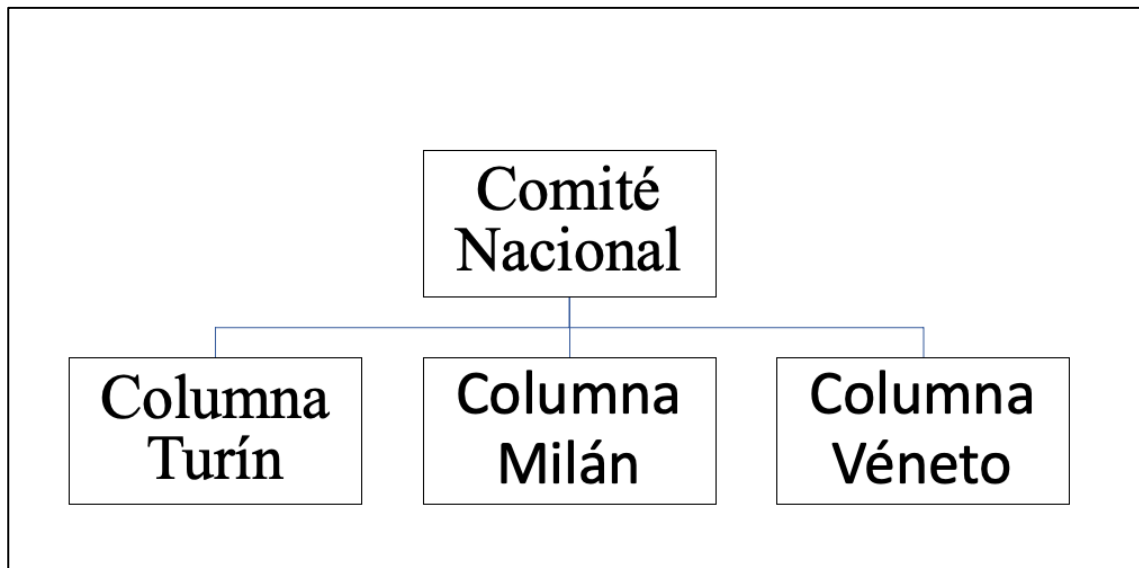 Comité
Nacional
Columna
Turín
Columna
Milán
Columna
Véneto